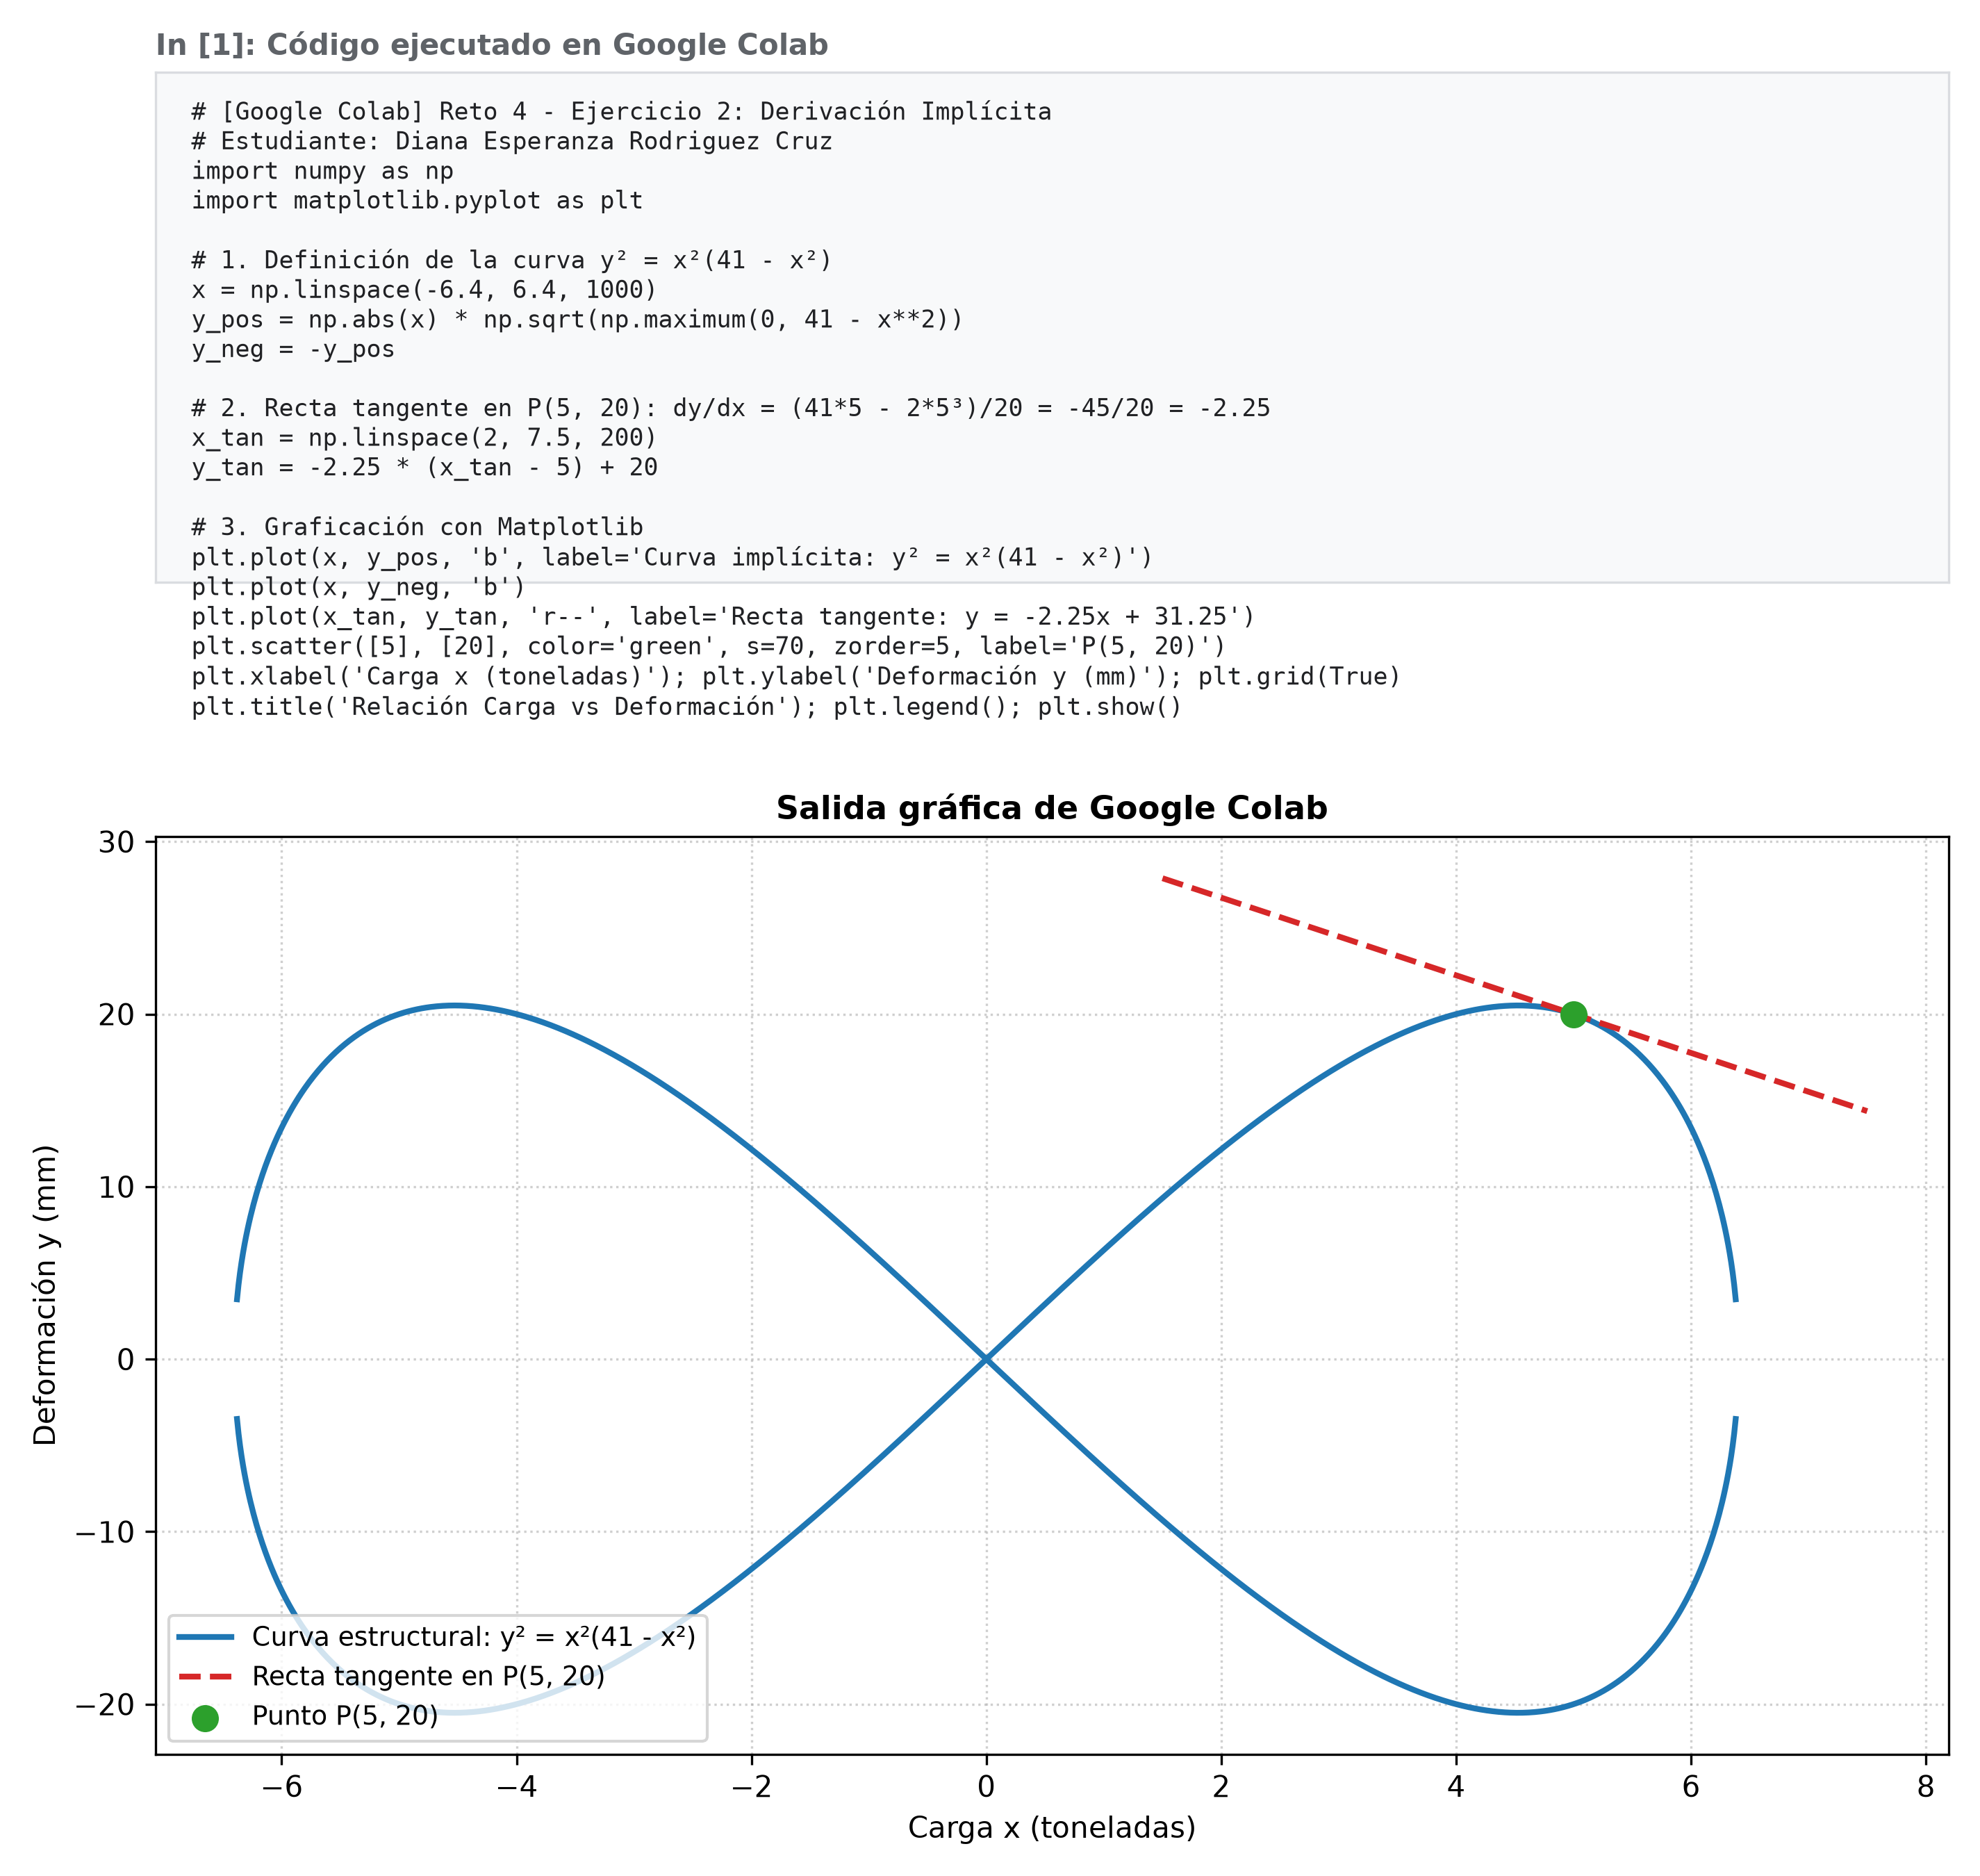 In [1]: Código ejecutado en Google Colab
# [Google Colab] Reto 4 - Ejercicio 2: Derivación Implícita
# Estudiante: Diana Esperanza Rodriguez Cruz
import numpy as np
import matplotlib.pyplot as plt
# 1. Definición de la curva y² = x²(41 - x²)
x = np.linspace(-6.4, 6.4, 1000)
y_pos = np.abs(x) * np.sqrt(np.maximum(0, 41 - x**2))
y_neg = -y_pos
# 2. Recta tangente en P(5, 20): dy/dx = (41*5 - 2*5³)/20 = -45/20 = -2.25
x_tan = np.linspace(2, 7.5, 200)
y_tan = -2.25 * (x_tan - 5) + 20
# 3. Graficación con Matplotlib
plt.plot(x, y_pos, 'b', label='Curva implícita: y² = x²(41 - x²)')
plt.plot(x, y_neg, 'b')
plt.plot(x_tan, y_tan, 'r--', label='Recta tangente: y = -2.25x + 31.25')
plt.scatter([5], [20], color='green', s=70, zorder=5, label='P(5, 20)')
plt.xlabel('Carga x (toneladas)'); plt.ylabel('Deformación y (mm)'); plt.grid(True)
plt.title('Relación Carga vs Deformación'); plt.legend(); plt.show()
Salida gráfica de Google Colab
30
20
10
0
−10
−20
Deformación y (mm)
Curva estructural: y² = x²(41 - x²)
Recta tangente en P(5, 20)
Punto P(5, 20)
−6 −4 −2 0 2 4 6 8
Carga x (toneladas)